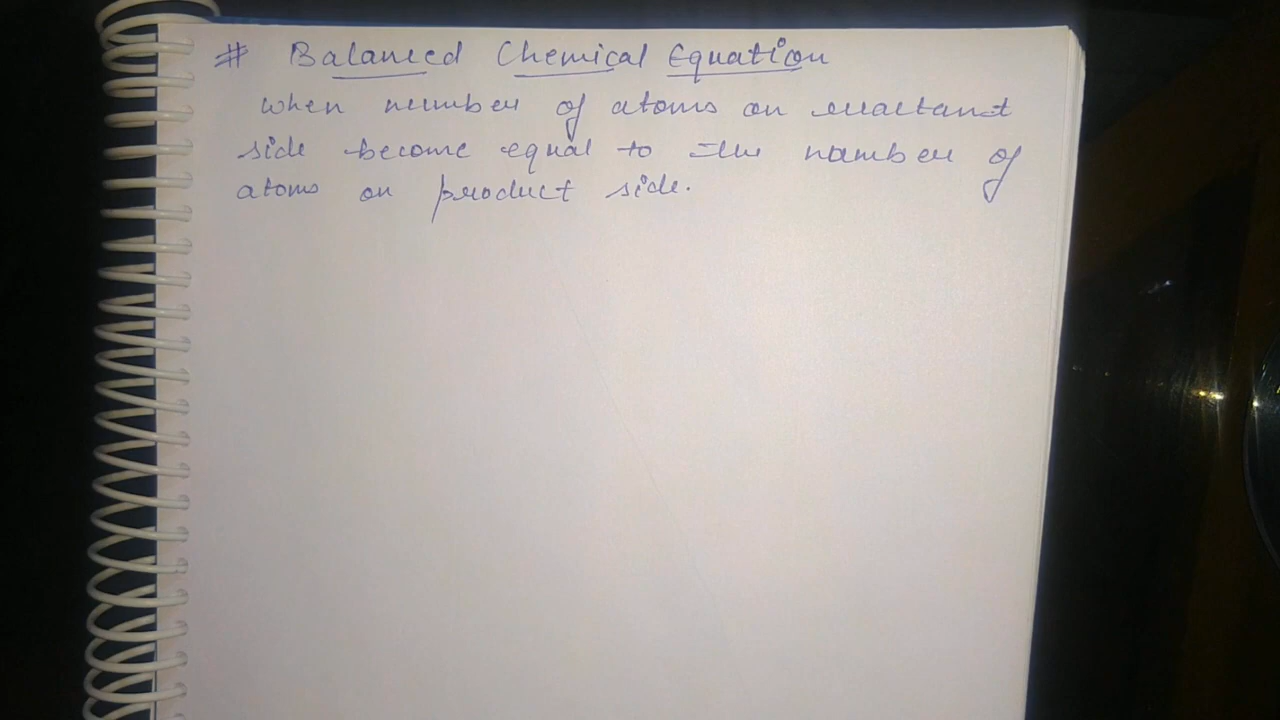 # Balanced Chemical Equation
When number of atoms on reactant
side become equal to the number of
atoms on product side.